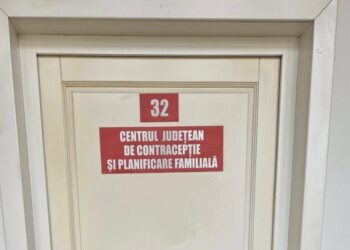 32
CENTRUL JUDEȚEAN
DE CONTRACEPȚIE
ȘI PLANIFICARE FAMILIALĂ